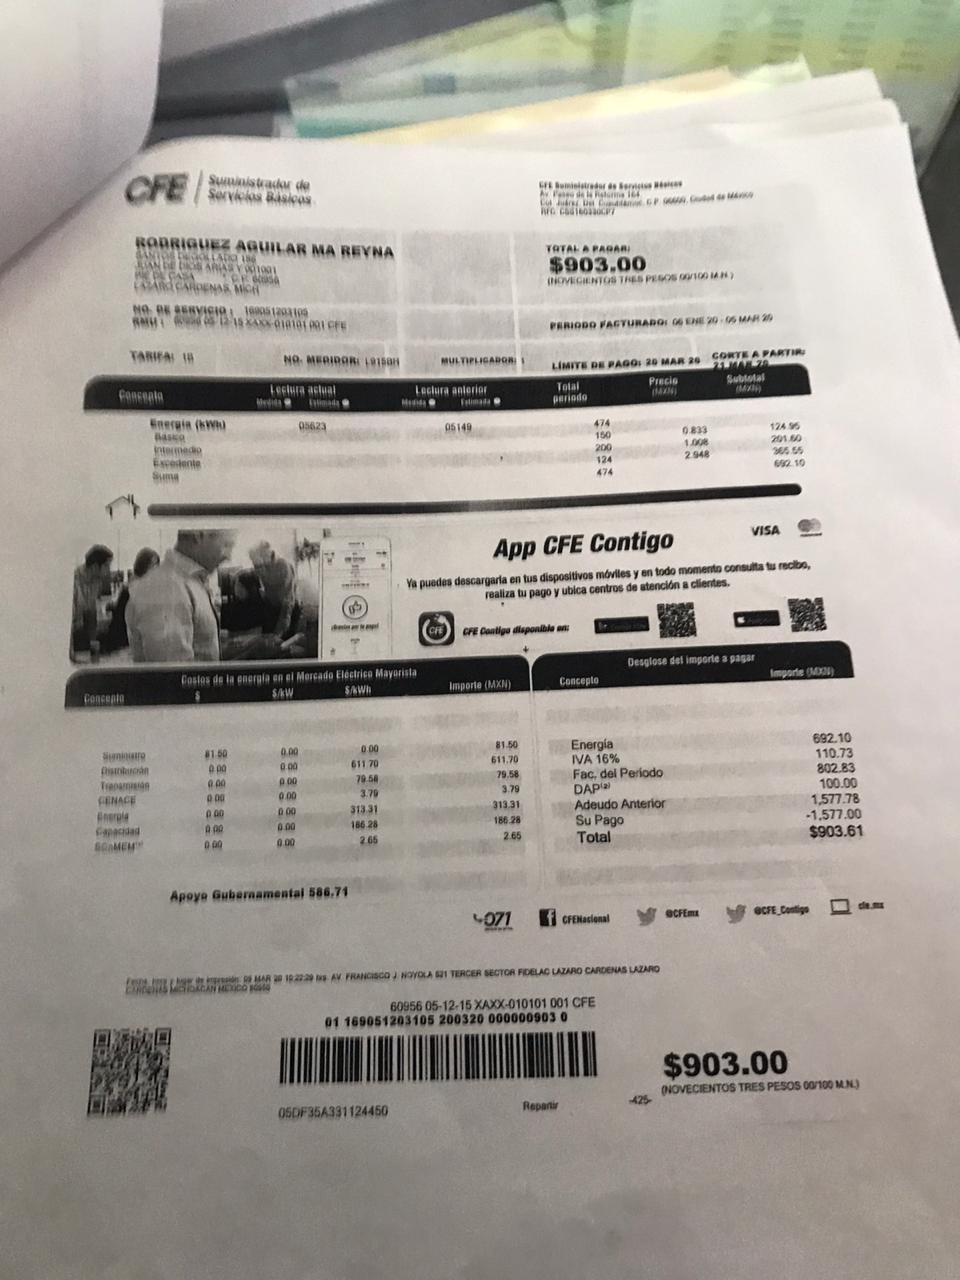 CFE Suministrador de
Servicios Básicos
CFE Suministrador de Servicios Básicos
Av. Paseo de la Reforma 164,
Col. Juárez, Del. Cuauhtémoc, C.P. 06600, Ciudad de México
RODRIGUEZ AGUILAR MA REYNA
SANTOS DEGOLLADO 186
JUAN DE DIOS ARIAS Y 001001
PIE DE CASA C.P. 60956
LAZARO CARDENAS, MICH
TOTAL A PAGAR:
$903.00
(NOVECIENTOS TRES PESOS 00/100 M.N.)
NO. DE SERVICIO : 169051203105
RMU : 60956 05-12-15 XAXX-010101 001 CFE
PERIODO FACTURADO: 06 ENE 20 - 05 MAR 20
TARIFA: 1B NO. MEDIDOR: MULTIPLICADOR: 1 LÍMITE DE PAGO: 20 MAR 20 CORTE A PARTIR:
21 MAR 20
Concepto Lectura actual Lectura anterior Total
periodo Precio
(MXN) Subtotal
(MXN)
Medida Estimada Medida Estimada
Energía (kWh) 05623 05149 474
Básico 150 0.833 124.95
Intermedio 200 1.008 201.60
Excedente 124 2.948 365.55
Suma 474 692.10
App CFE Contigo
VISA
Ya puedes descargarla en tus dispositivos móviles y en todo momento consulta tu recibo,
realiza tu pago y ubica centros de atención a clientes.
CFE
CFE Contigo disponible en:
Costos de la energía en el Mercado Eléctrico Mayorista
Concepto $ $/kW $/kWh Importe (MXN)
Suministro 81.50 0.00 0.00 81.50
Distribución 0.00 0.00 611.70 611.70
Transmisión 0.00 0.00 79.58 79.58
CENACE 0.00 0.00 3.79 3.79
Energía 0.00 0.00 313.31 313.31
Capacidad 0.00 0.00 186.28 186.28
SCnMEM 0.00 0.00 2.65 2.65
Desglose del importe a pagar
Concepto Importe (MXN)
Energía 692.10
IVA 16% 110.73
Fac. del Periodo 802.83
DAP(2) 100.00
Adeudo Anterior 1,577.78
Su Pago -1,577.00
Total $903.61
Apoyo Gubernamental 586.71
071 CFENacional @CFEmx @CFE_Contigo cfe.mx
Fecha, hora y lugar de impresión: 09 MAR 20 10:22:29 hrs. AV. FRANCISCO J. NOYOLA 521 TERCER SECTOR FIDELAC LAZARO CARDENAS LAZARO
CARDENAS MICHOACAN MEXICO 60950
60956 05-12-15 XAXX-010101 001 CFE
01 169051203105 200320 000000903 0
05DF35A331124450
Repartir
$903.00
(NOVECIENTOS TRES PESOS 00/100 M.N.)
-425-